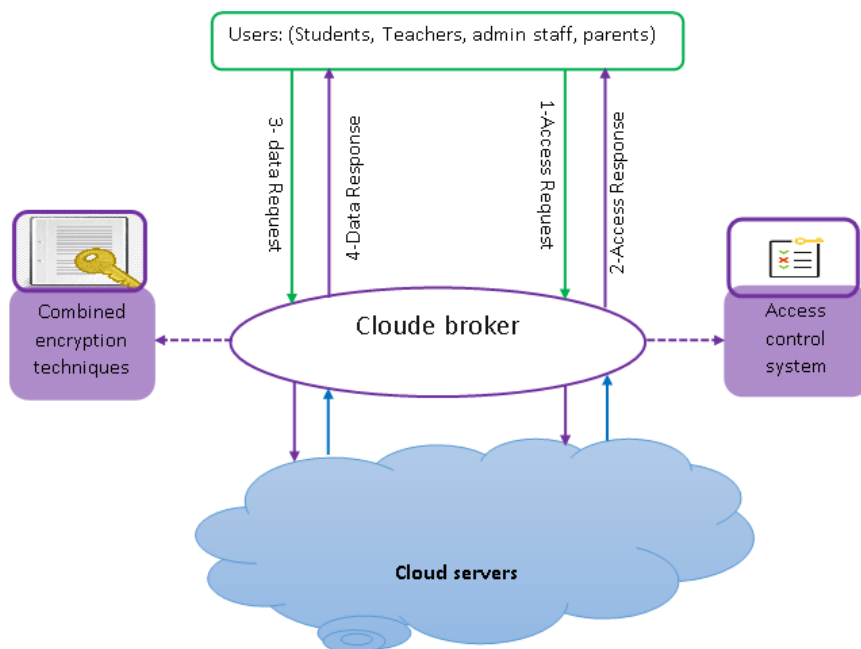 Users: (Students, Teachers, admin staff, parents)
3- data Request
4-Data Response
1-Access Request
2-Access Response
Combined
encryption
techniques
Cloude broker
Access
control
system
Cloud servers